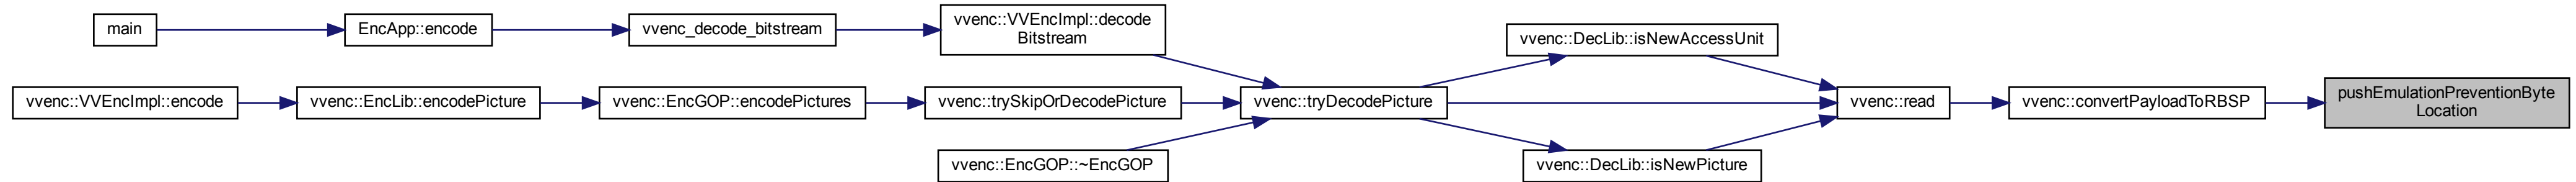 main
EncApp::encode
vvenc_decode_bitstream
vvenc::VVEncImpl::decode
Bitstream
vvenc::DecLib::isNewAccessUnit
vvenc::VVEncImpl::encode
vvenc::EncLib::encodePicture
vvenc::EncGOP::encodePictures
vvenc::trySkipOrDecodePicture
vvenc::tryDecodePicture
vvenc::read
vvenc::convertPayloadToRBSP
pushEmulationPreventionByte
Location
vvenc::EncGOP::~EncGOP
vvenc::DecLib::isNewPicture